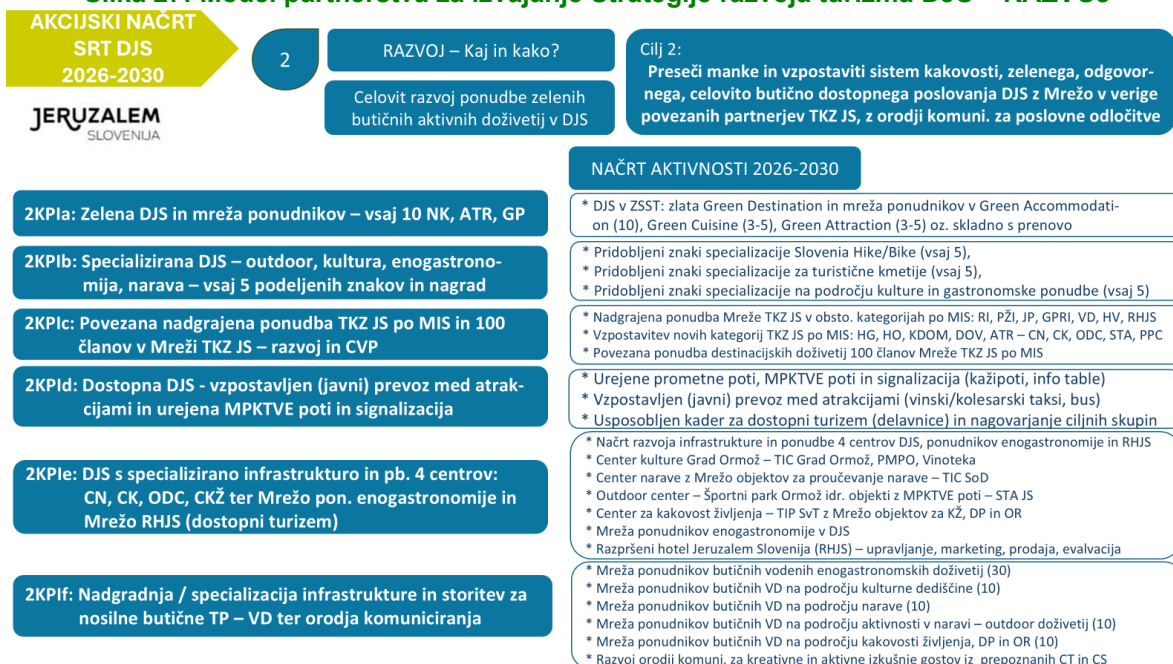 AKCIJSKI NAČRT
SRT DJS
2026-2030
2
RAZVOJ – Kaj in kako?
Celovit razvoj ponudbe zelenih
butičnih aktivnih doživetij v DJS
Cilj 2:
Preseči manke in vzpostaviti sistem kakovosti, zelenega, odgovor-
nega, celovito butično dostopnega poslovanja DJS z Mrežo v verige
povezanih partnerjev TKZ JS, z orodji komuni. za poslovne odločitve
JERUZALEM
SLOVENIJA
NAČRT AKTIVNOSTI 2026-2030
2KPIa: Zelena DJS in mreža ponudnikov – vsaj 10 NK, ATR, GP
* DJS v ZSST: zlata Green Destination in mreža ponudnikov v Green Accommodati-
on (10), Green Cuisine (3-5), Green Attraction (3-5) oz. skladno s prenovo
2KPIb: Specializirana DJS – outdoor, kultura, enogastrono-
mija, narava – vsaj 5 podeljenih znakov in nagrad
* Pridobljeni znaki specializacije Slovenia Hike/Bike (vsaj 5),
* Pridobljeni znaki specializacije za turistične kmetije (vsaj 5),
* Pridobljeni znaki specializacije na področju kulture in gastronomske ponudbe (vsaj 5)
2KPIc: Povezana nadgrajena ponudba TKZ JS po MIS in 100
članov v Mreži TKZ JS – razvoj in CVP
* Nadgrajena ponudba Mreže TKZ JS v obsto. kategorijah po MIS: RI, PŽI, JP, GPRI, VD, HV, RHJS
* Vzpostavitev novih kategorij TKZ JS po MIS: HG, HO, KDOM, DOV, ATR – CN, CK, ODC, STA, PPC
* Povezana ponudba destinacijskih doživetij 100 članov Mreže TKZ JS po MIS
2KPId: Dostopna DJS - vzpostavljen (javni) prevoz med atrak-
cijami in urejena MPKTVE poti in signalizacija
* Urejene prometne poti, MPKTVE poti in signalizacija (kažipoti, info table)
* Vzpostavljen (javni) prevoz med atrakcijami (vinski/kolesarski taksi, bus)
* Usposobljen kader za dostopni turizem (delavnice) in nagovarjanje ciljnih skupin
2KPIe: DJS s specializirano infrastrukturo in pb. 4 centrov:
CN, CK, ODC, CKŽ ter Mrežo pon. enogastronomije in
Mrežo RHJS (dostopni turizem)
* Načrt razvoja infrastrukture in ponudbe 4 centrov DJS, ponudnikov enogastronomije in RHJS
* Center kulture Grad Ormož – TIC Grad Ormož, PMPO, Vinoteka
* Center narave z Mrežo objektov za proučevanje narave – TIC SoD
* Outdoor center – Športni park Ormož idr. objekti z MPKTVE poti – STA JS
* Center za kakovost življenja – TIP SvT z Mrežo objektov za KŽ, DP in OR
* Mreža ponudnikov enogastronomije v DJS
* Razpršeni hotel Jeruzalem Slovenija (RHJS) – upravljanje, marketing, prodaja, evalvacija
2KPIf: Nadgradnja / specializacija infrastrukture in storitev za
nosilne butične TP – VD ter orodja komuniciranja
* Mreža ponudnikov butičnih vodenih enogastronomskih doživetij (30)
* Mreža ponudnikov butičnih VD na področju kulturne dediščine (10)
* Mreža ponudnikov butičnih VD na področju narave (10)
* Mreža ponudnikov butičnih VD na področju aktivnosti v naravi – outdoor doživetij (10)
* Mreža ponudnikov butičnih VD na področju kakovosti življenja, DP in OR (10)
* Razvoj orodij komuni. za kreativne in aktivne izkušnje gostov iz prepoznanih CT in CS